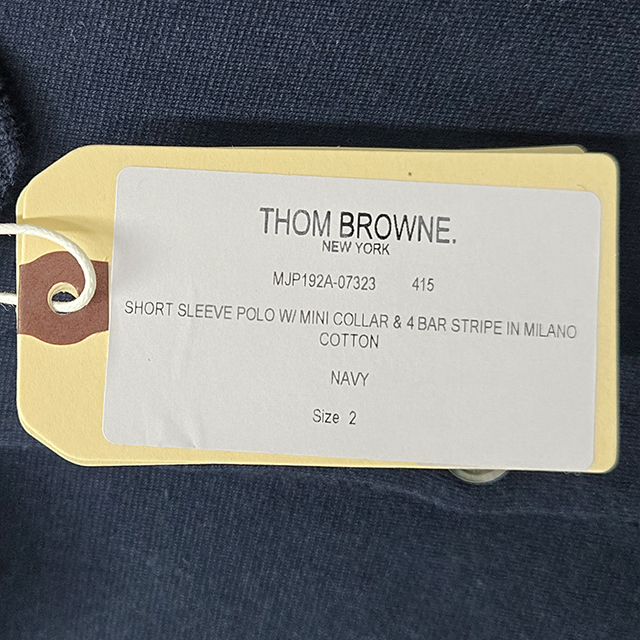 THOM BROWNE.
NEW YORK
MJP192A-07323 415
SHORT SLEEVE POLO W/ MINI COLLAR & 4 BAR STRIPE IN MILANO
COTTON
NAVY
Size 2